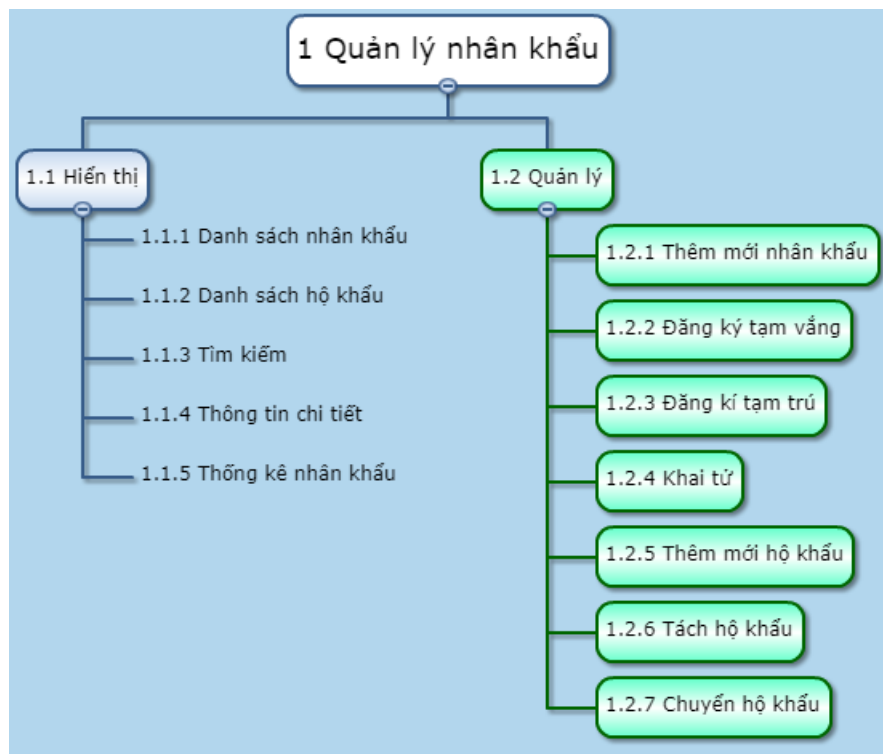 1 Quản lý nhân khẩu
1.1 Hiển thị
1.1.1 Danh sách nhân khẩu
1.1.2 Danh sách hộ khẩu
1.1.3 Tìm kiếm
1.1.4 Thông tin chi tiết
1.1.5 Thống kê nhân khẩu
1.2 Quản lý
1.2.1 Thêm mới nhân khẩu
1.2.2 Đăng ký tạm vắng
1.2.3 Đăng kí tạm trú
1.2.4 Khai tử
1.2.5 Thêm mới hộ khẩu
1.2.6 Tách hộ khẩu
1.2.7 Chuyển hộ khẩu